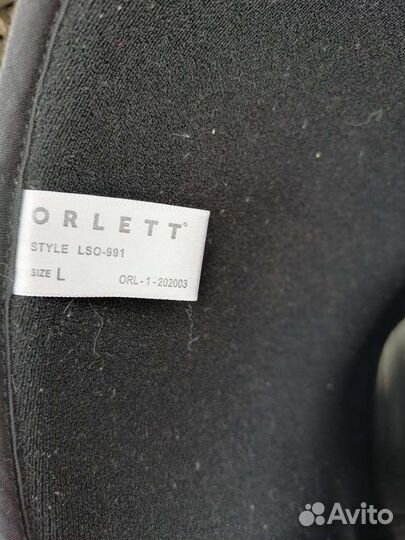 ORLETT®
STYLE LSO-991
SIZE L ORL-1-202003
Avito